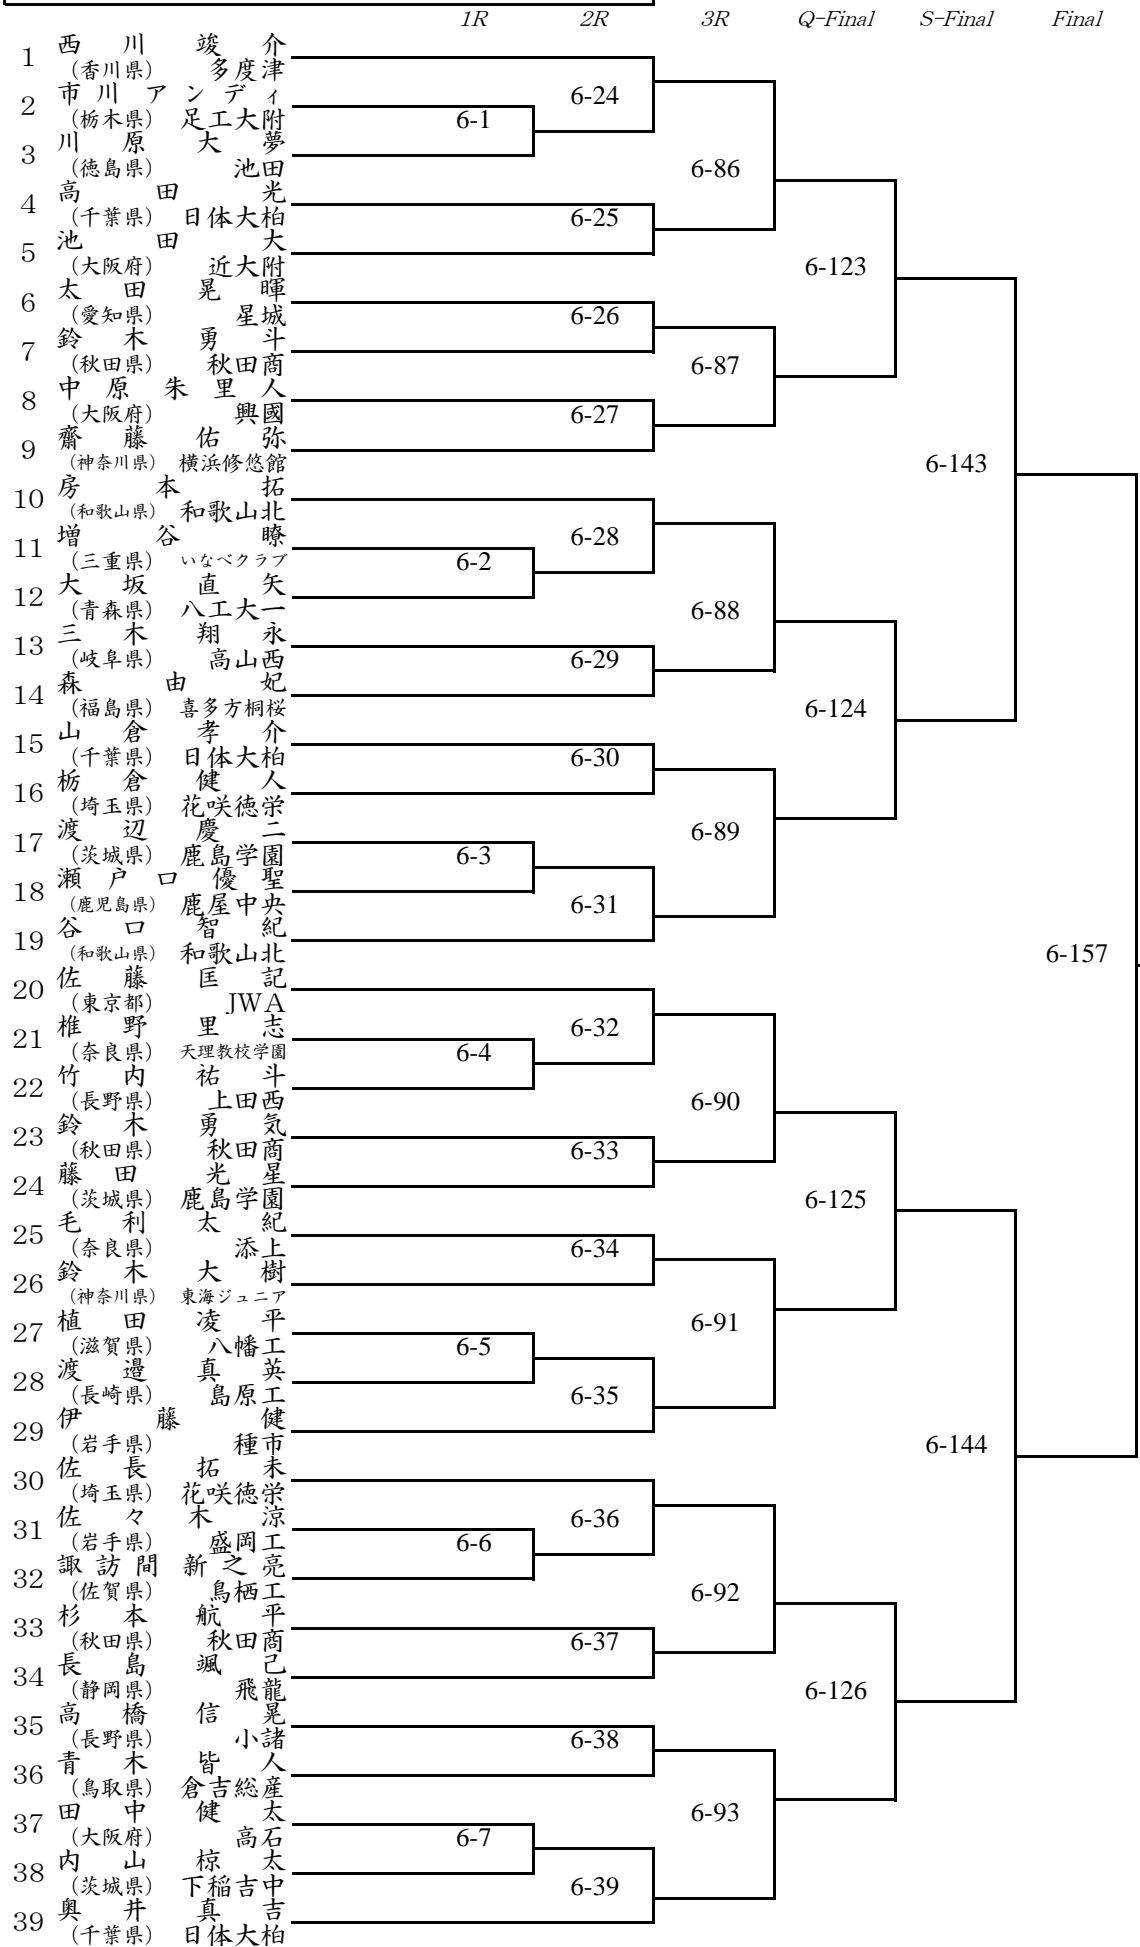 1R 2R 3R Q-Final S-Final Final
1 西川竣介
(香川県) 多度津
2 市川アンディ 6-24
(栃木県) 足工大附 6-1
3 川原大夢
(徳島県) 池田 6-86
4 高田光
(千葉県) 日体大柏 6-25
5 池田大
(大阪府) 近大附 6-123
6 太田晃暉
(愛知県) 星城 6-26
7 鈴木勇斗
(秋田県) 秋田商 6-87
8 中原朱里人
(大阪府) 興國 6-27
9 齋藤佑弥
(神奈川県) 横浜修悠館 6-143
10 房本拓
(和歌山県) 和歌山北
11 増谷暸 6-28
(三重県) いなべクラブ 6-2
12 大坂直矢
(青森県) 八工大一 6-88
13 三木翔永
(岐阜県) 高山西 6-29
14 森由妃
(福島県) 喜多方桐桜 6-124
15 山倉孝介
(千葉県) 日体大柏 6-30
16 栃倉健人
(埼玉県) 花咲徳栄
17 渡辺慶二 6-89
(茨城県) 鹿島学園 6-3
18 瀬戸口優聖
(鹿児島県) 鹿屋中央 6-31
19 谷口智紀
(和歌山県) 和歌山北 6-157
20 佐藤匡記
(東京都) JWA
21 椎野里志 6-32
(奈良県) 天理教校学園 6-4
22 竹内祐斗
(長野県) 上田西 6-90
23 鈴木勇気
(秋田県) 秋田商 6-33
24 藤田光星
(茨城県) 鹿島学園 6-125
25 毛利太紀
(奈良県) 添上 6-34
26 鈴木大樹
(神奈川県) 東海ジュニア
27 植田凌平 6-91
(滋賀県) 八幡工 6-5
28 渡邉真英
(長崎県) 島原工 6-35
29 伊藤健
(岩手県) 種市 6-144
30 佐長拓未
(埼玉県) 花咲徳栄
31 佐々木涼 6-36
(岩手県) 盛岡工 6-6
32 諏訪間新之亮
(佐賀県) 鳥栖工 6-92
33 杉本航平
(秋田県) 秋田商 6-37
34 長島颯己
(静岡県) 飛龍 6-126
35 高橋信晃
(長野県) 小諸 6-38
36 青木皆人
(鳥取県) 倉吉総産
37 田中健太 6-93
(大阪府) 高石 6-7
38 内山椋太
(茨城県) 下稲吉中 6-39
39 奥井真吉
(千葉県) 日体大柏